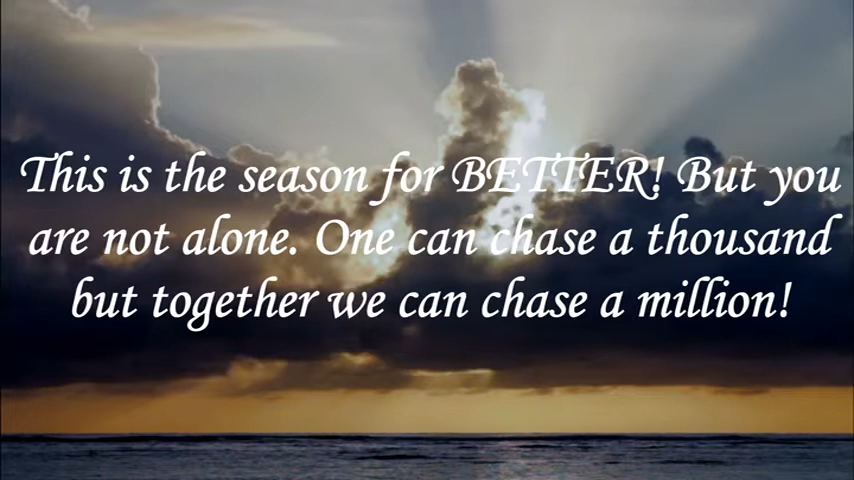 This is the season for BETTER! But you
are not alone. One can chase a thousand
but together we can chase a million!